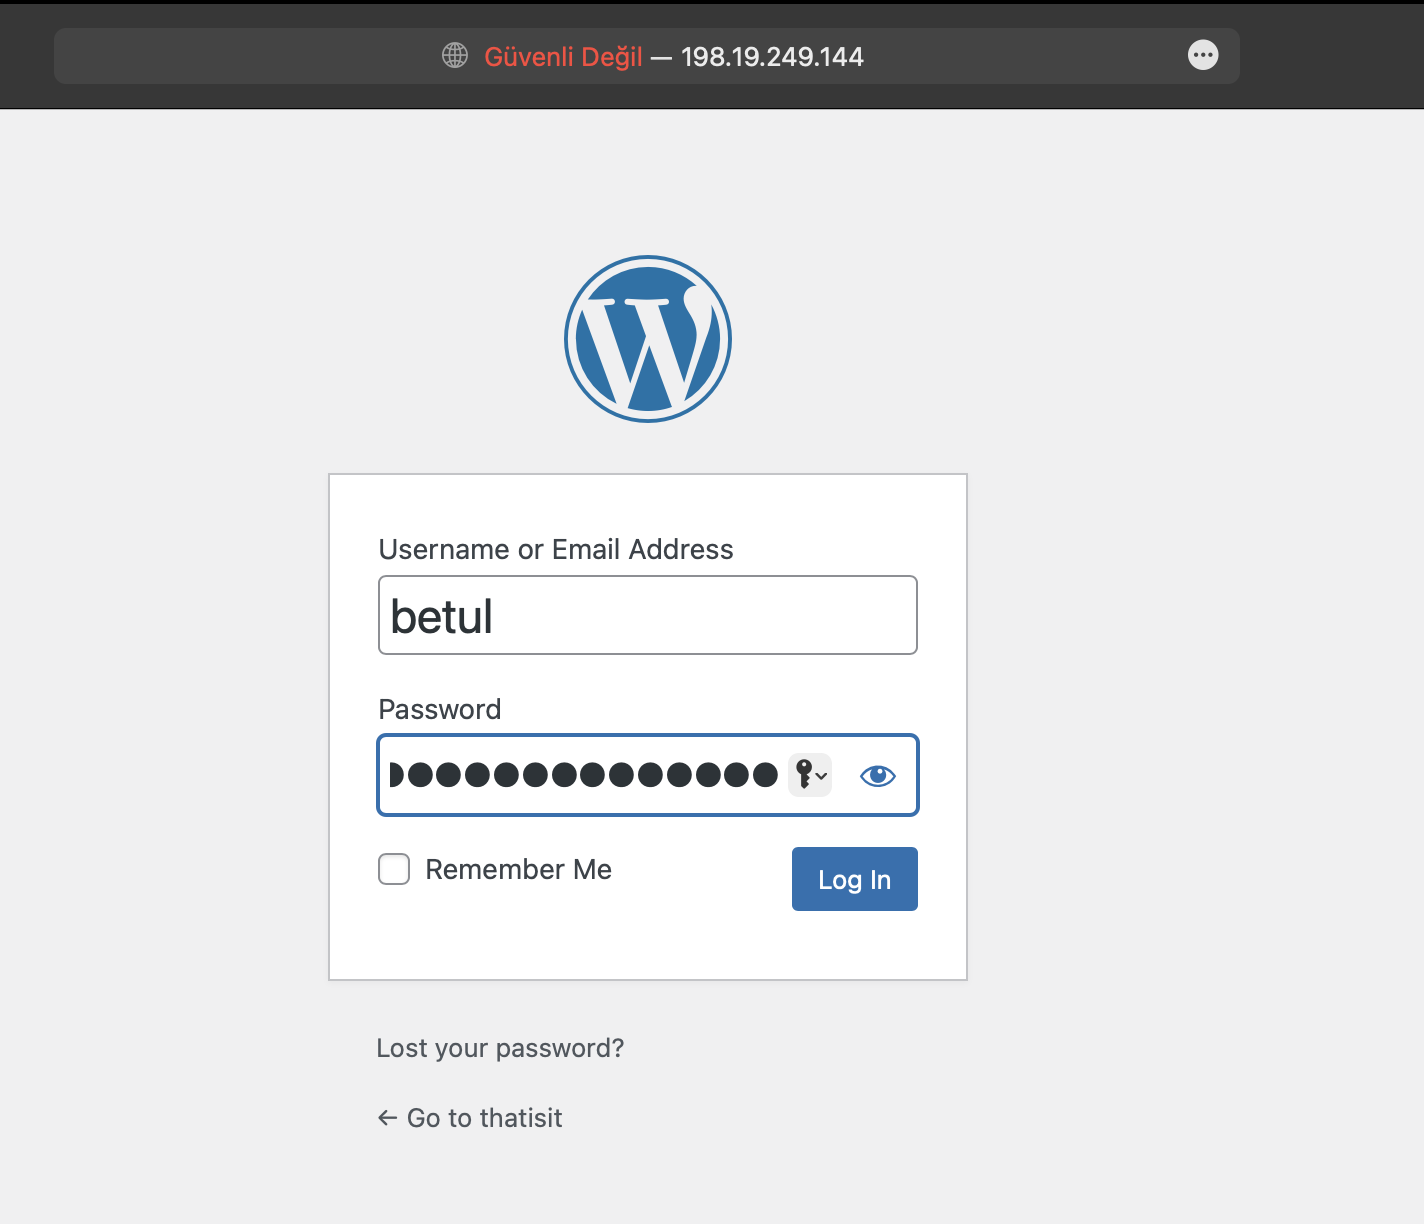 Güvenli Değil — 198.19.249.144
Username or Email Address
betul
Password
Remember Me
Log In
Lost your password?
← Go to thatisit